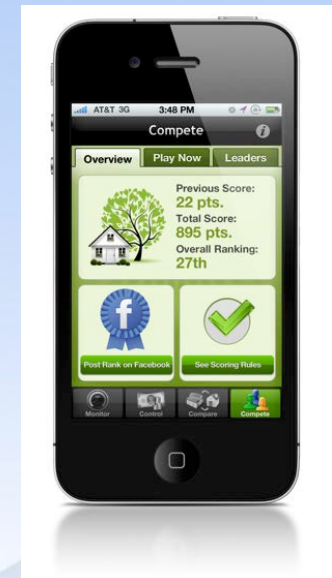 AT&T 3G 3:48 PM
Compete
Overview Play Now Leaders
Previous Score:
22 pts.
Total Score:
895 pts.
Overall Ranking:
27th
Post Rank on Facebook See Scoring Rules
Monitor Control Compare Compete